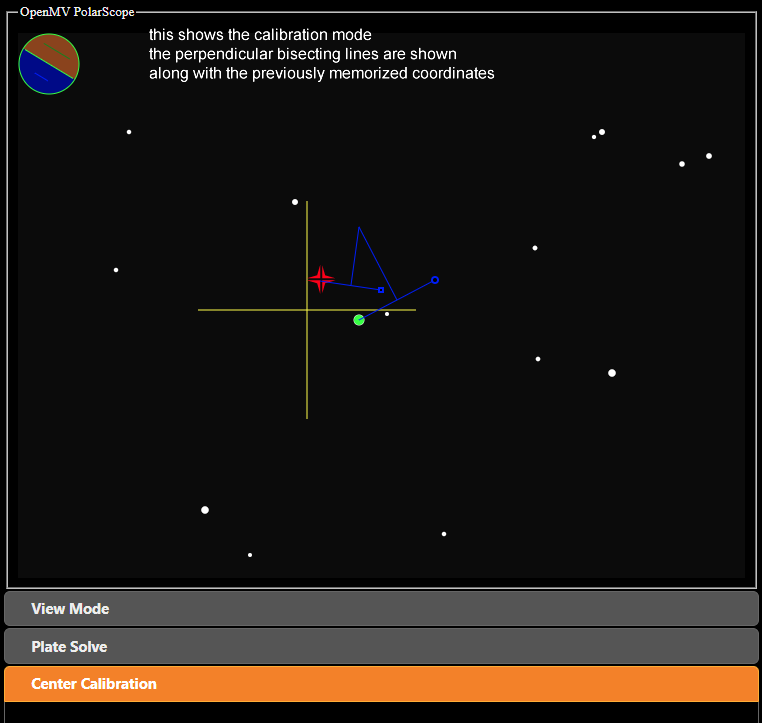 OpenMV PolarScope
this shows the calibration mode
the perpendicular bisecting lines are shown
along with the previously memorized coordinates
View Mode
Plate Solve
Center Calibration